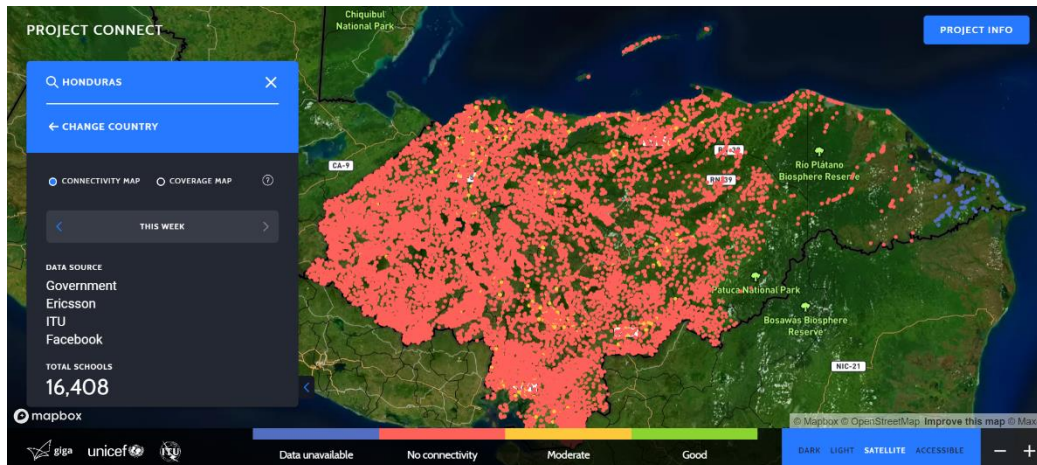 PROJECT CONNECT
PROJECT INFO
HONDURAS
CHANGE COUNTRY
CONNECTIVITY MAP
COVERAGE MAP
?
THIS WEEK
DATA SOURCE
Government
Ericsson
ITU
Facebook
TOTAL SCHOOLS
16,408
Chiquibul
National Park
CA-9
RN-39
Río Plátano
Biosphere Reserve
Patuca National Park
Bosawas Biosphere
Reserve
NIC-21
mapbox
© Mapbox © OpenStreetMap Improve this map © Max
giga
unicef
ITU
Data unavailable
No connectivity
Moderate
Good
DARK
LIGHT
SATELLITE
ACCESSIBLE